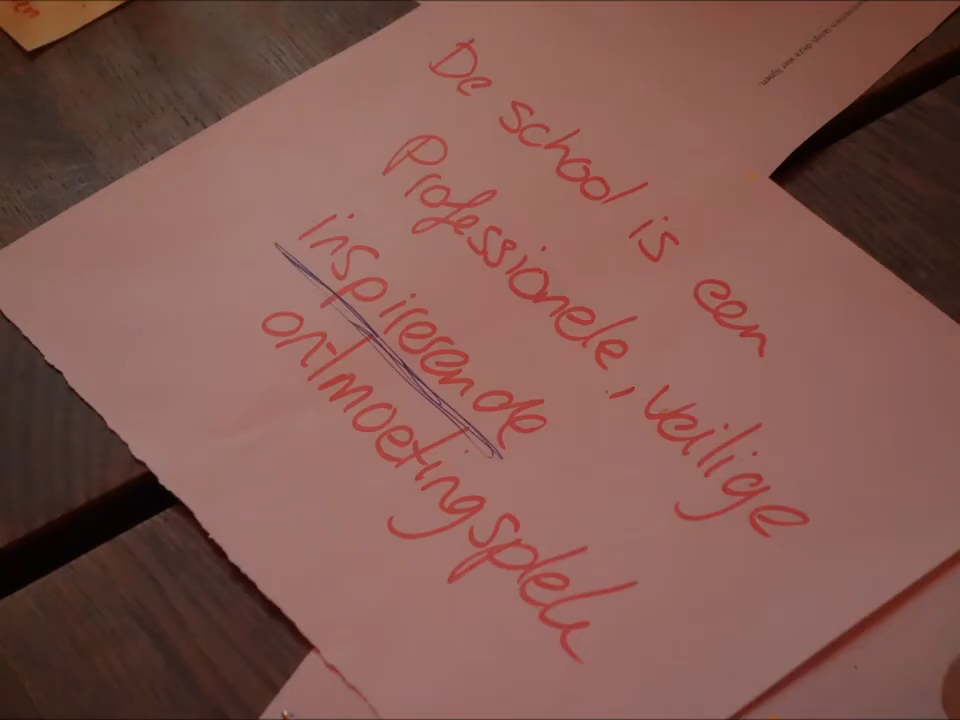 De school is een
Professionele, veilige
inspirerende
ontmoetingsplek